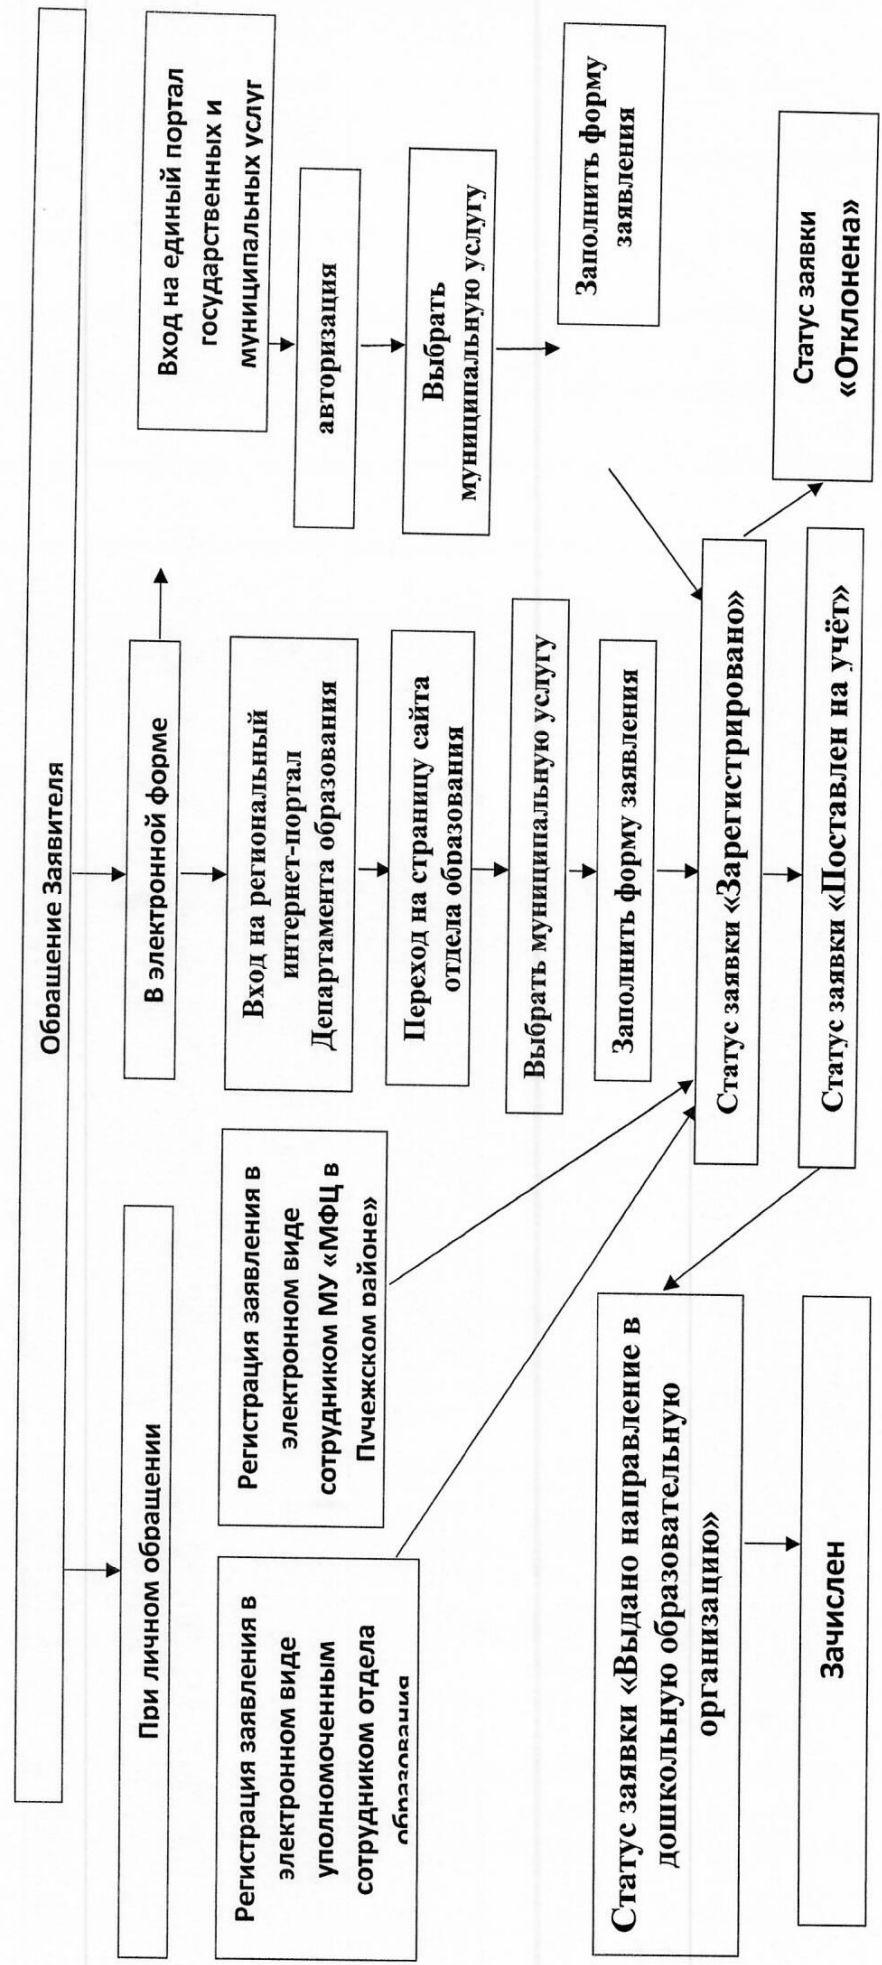 Обращение Заявителя
При личном обращении
В электронной форме
Вход на единый портал
государственных и
муниципальных услуг
Регистрация заявления в
электронном виде
уполномоченным
сотрудником отдела
образования
Регистрация заявления в
электронном виде
сотрудником МУ «МФЦ в
Пучежском районе»
Вход на региональный
интернет-портал
Департамента образования
авторизация
Переход на страницу сайта
отдела образования
Выбрать
муниципальную услугу
Выбрать муниципальную услугу
Заполнить форму
заявления
Заполнить форму заявления
Статус заявки «Зарегистрировано»
Статус заявки
«Отклонена»
Статус заявки «Поставлен на учёт»
Статус заявки «Выдано направление в
дошкольную образовательную
организацию»
Зачислен